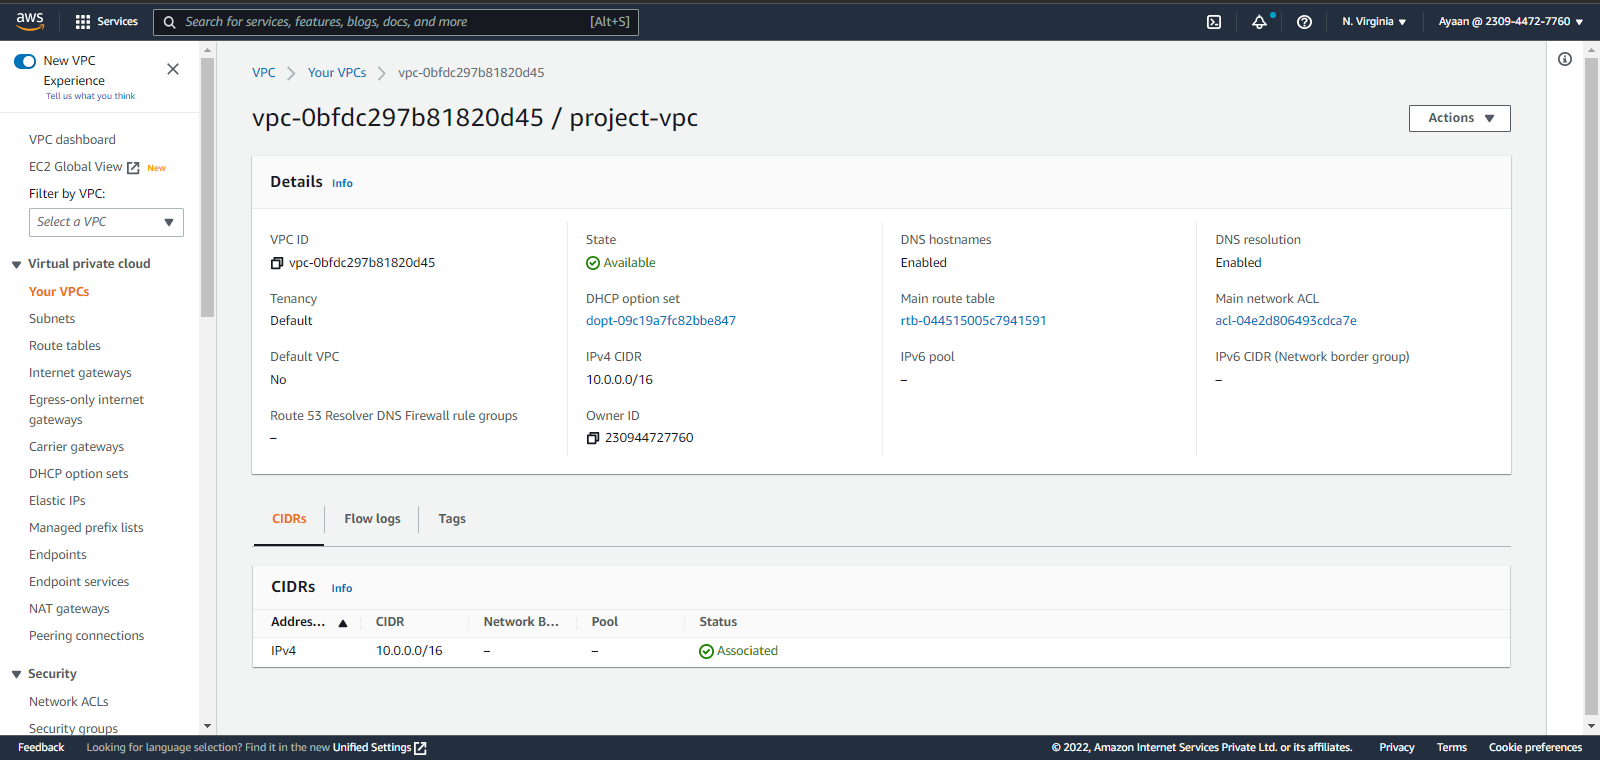 aws Services Search for services, features, blogs, docs, and more [Alt+S] N. Virginia Ayaan @ 2309-4472-7760
New VPC
Experience
Tell us what you think
VPC dashboard
EC2 Global View New
Filter by VPC:
Select a VPC
Virtual private cloud
Your VPCs
Subnets
Route tables
Internet gateways
Egress-only internet
gateways
Carrier gateways
DHCP option sets
Elastic IPs
Managed prefix lists
Endpoints
Endpoint services
NAT gateways
Peering connections
Security
Network ACLs
Security groups
VPC Your VPCs vpc-0bfdc297b81820d45
vpc-0bfdc297b81820d45 / project-vpc
Actions
Details Info
VPC ID
vpc-0bfdc297b81820d45
State
Available
DNS hostnames
Enabled
DNS resolution
Enabled
Tenancy
Default
DHCP option set
dopt-09c19a7fc82bbe847
Main route table
rtb-044515005c7941591
Main network ACL
acl-04e2d806493cdca7e
Default VPC
No
IPv4 CIDR
10.0.0.0/16
IPv6 pool
–
IPv6 CIDR (Network border group)
–
Route 53 Resolver DNS Firewall rule groups
–
Owner ID
230944727760
CIDRs Flow logs Tags
CIDRs Info
Addres... CIDR Network B... Pool Status
IPv4 10.0.0.0/16 – – Associated
Feedback Looking for language selection? Find it in the new Unified Settings © 2022, Amazon Internet Services Private Ltd. or its affiliates. Privacy Terms Cookie preferences